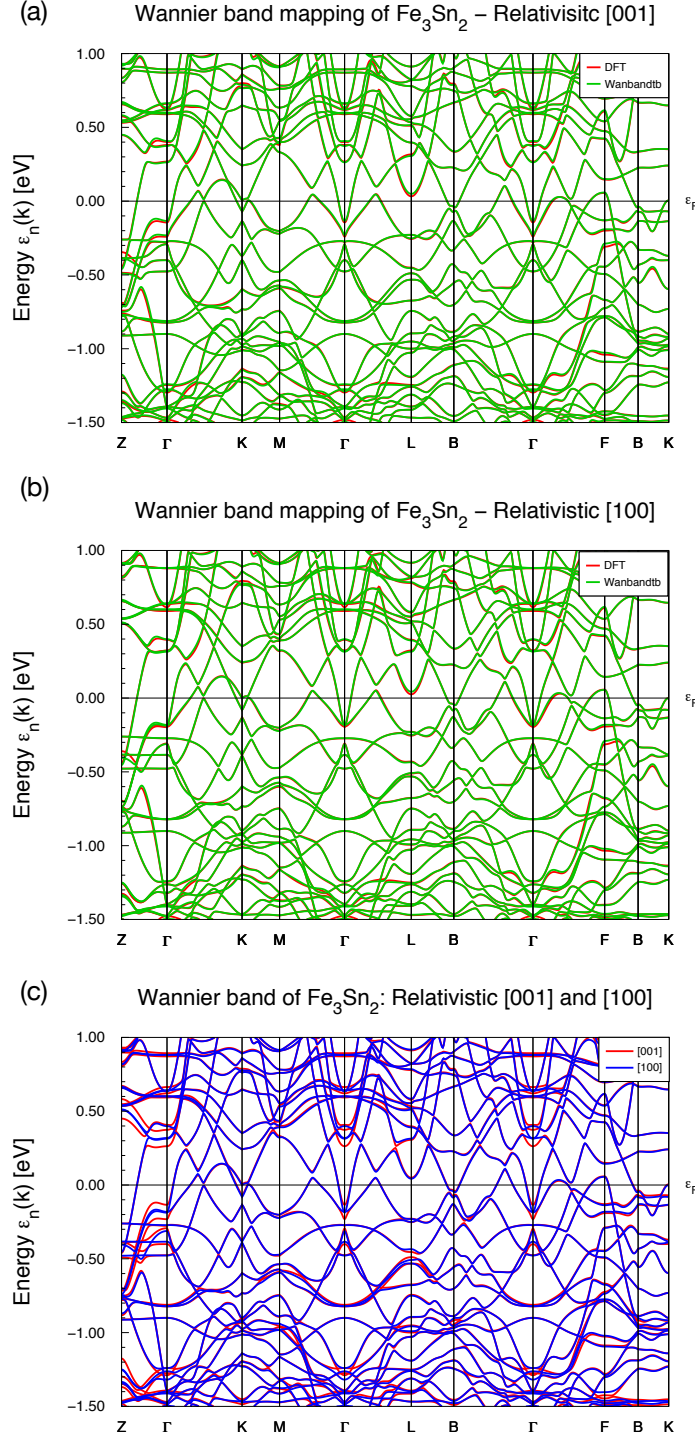 (a)
Wannier band mapping of Fe₃Sn₂ – Relativisitc [001]
1.00
0.50
0.00
−0.50
−1.00
−1.50
Energy εₙ(k) [eV]
DFT
Wanbandtb
εF
Z Γ K M Γ L B Γ F B K
(b)
Wannier band mapping of Fe₃Sn₂ – Relativistic [100]
1.00
0.50
0.00
−0.50
−1.00
−1.50
Energy εₙ(k) [eV]
DFT
Wanbandtb
εF
Z Γ K M Γ L B Γ F B K
(c)
Wannier band of Fe₃Sn₂: Relativistic [001] and [100]
1.00
0.50
0.00
−0.50
−1.00
−1.50
Energy εₙ(k) [eV]
[001]
[100]
εF
Z Γ K M Γ L B Γ F B K